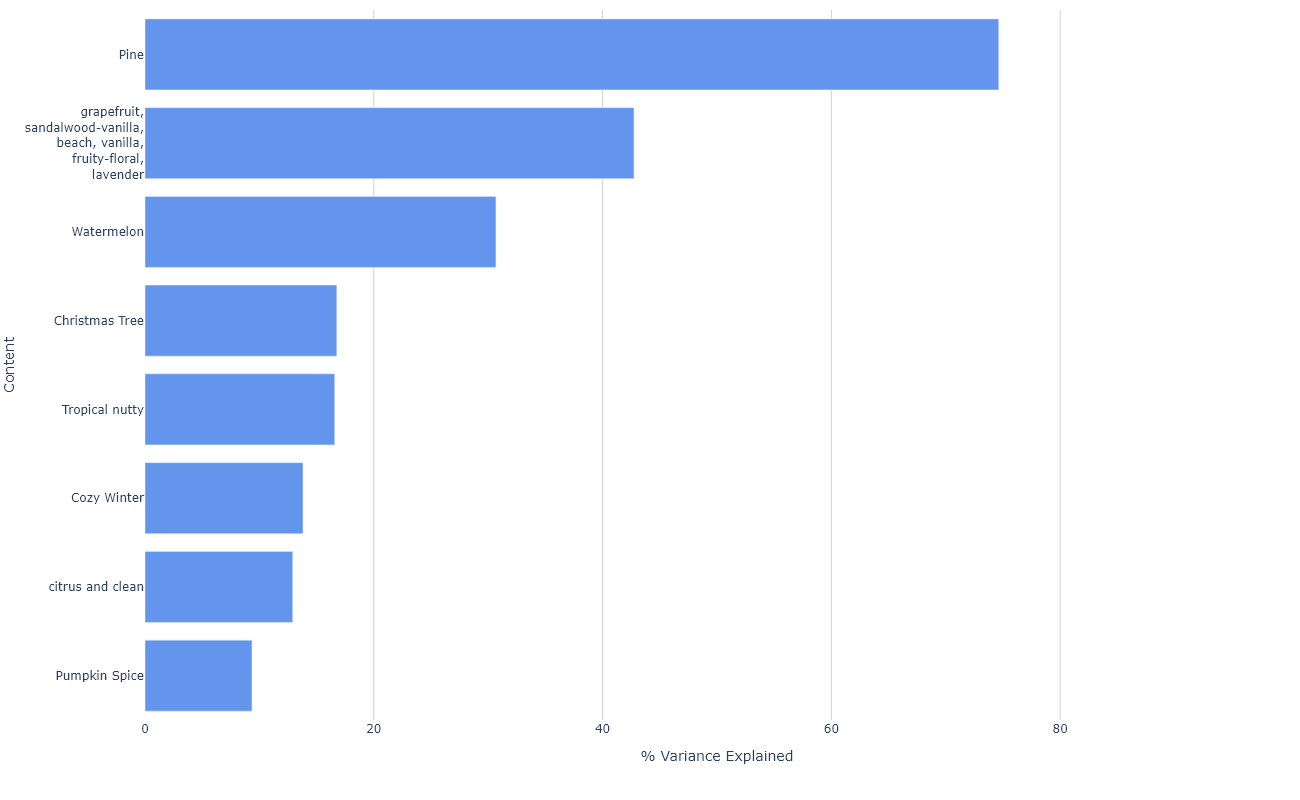 Pine
grapefruit,
sandalwood-vanilla,
beach, vanilla,
fruity-floral,
lavender
Watermelon
Christmas Tree
Tropical nutty
Cozy Winter
citrus and clean
Pumpkin Spice
Content
0 20 40 60 80
% Variance Explained